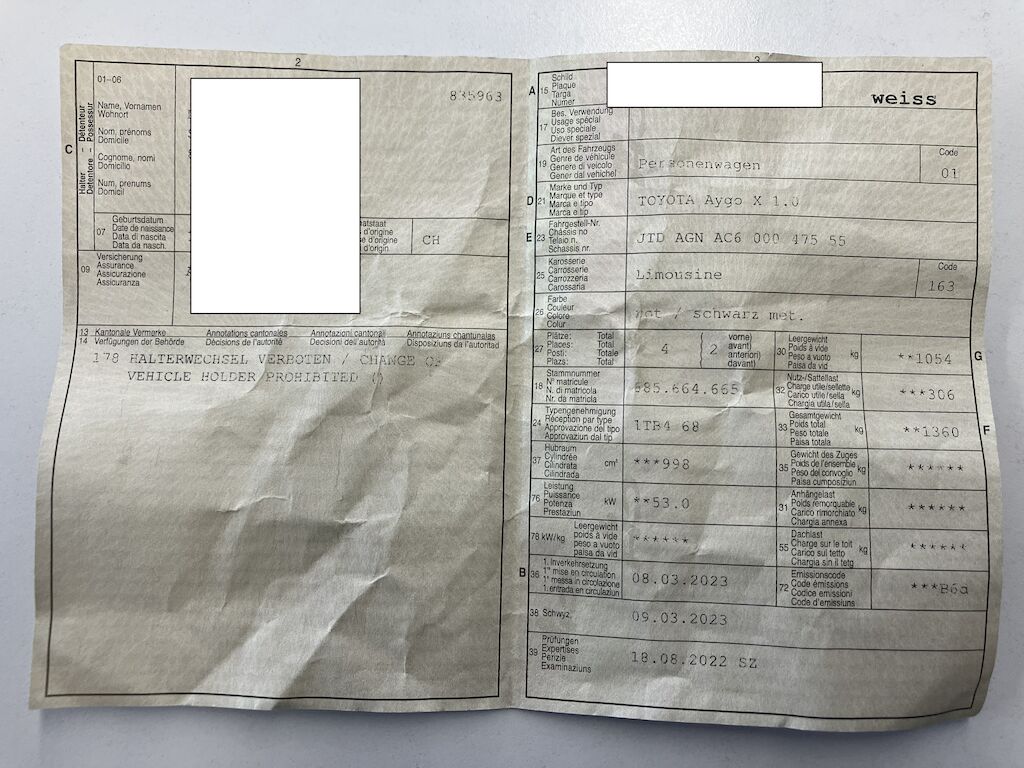 2
01-06
Name, Vornamen
Wohnort
Nom, prénoms
Domicile
Cognome, nomi
Domicilio
Num, prenums
Domicil
C
Halter Détenteur
Detentore Possessur
835963
07
Geburtsdatum
Date de naissance
Data di nascita
Data da nasch.
CH
09
Versicherung
Assurance
Assicurazione
Assicuranza
13 Kantonale Vermerke Annotations cantonales Annotazioni cantonali Annotaziuns chantunalas
14 Verfügungen der Behörde Décisions de l'autorité Decisioni dell'autorità Disposiziuns da l'autoritad
178 HALTERWECHSEL VERBOTEN / CHANGE OF
VEHICLE HOLDER PROHIBITED ()
3
A 15 Schild
Plaque
Targa
Numer
weiss
17 Bes. Verwendung
Usage spécial
Uso speciale
Diever spezial
19 Art des Fahrzeugs
Genre de véhicule
Genere di veicolo
Gener dal vehichel
Personenwagen
Code
01
D 21 Marke und Typ
Marque et type
Marca e tipo
Marca e tip
TOYOTA Aygo X 1.0
E 23 Fahrgestell-Nr.
Châssis no
Telaio n.
Schassis nr.
JTD AGN AC6 000 475 55
25 Karosserie
Carrosserie
Carrozzeria
Carossaria
Limousine
Code
163
26 Farbe
Couleur
Colore
Colur
rot / schwarz met.
27 Plätze: Total
Places: Total
Posti: Totale
Plazs: Total
4 ( 2 vorne)
avant)
anteriori)
davant)
30 Leergewicht
Poids à vide
Peso a vuoto
Paisa da vid
kg
**1054
G
18 Stammnummer
N° matricule
N. di matricola
Nr. da matricla
685.664.665
32 Nutz-/Sattellast
Charge utile/sellette
Carico utile/sella
Chargia utila/sella
kg
***306
24 Typengenehmigung
Réception par type
Approvazione del tipo
Approvaziun dal tip
1TB4 68
33 Gesamtgewicht
Poids total
Peso totale
Paisa totala
kg
**1360
F
37 Hubraum
Cylindrée
Cilindrata
Cilindrada
cm³
***998
35 Gewicht des Zuges
Poids de l'ensemble
Peso del convoglio
Paisa cumposiziun
kg
******
76 Leistung
Puissance
Potenza
Prestaziun
kW
**53.0
31 Anhängelast
Poids remorquable
Carico rimorchiato
Chargia annexa
kg
******
78 kW/kg Leergewicht
poids à vide
peso a vuoto
paisa da vid
******
55 Dachlast
Charge sur le toit
Carico sul tetto
Chargia sin il tetg
kg
******
B 36 1. Inverkehrsetzung
1re mise en circulation
1a messa in circolazione
1. entrada en circulaziun
08.03.2023
72 Emissionscode
Code émissions
Codice emissioni
Code d'emissiuns
***B6a
38 Schwyz,
09.03.2023
39 Prüfungen
Expertises
Perizie
Examinaziuns
18.08.2022 SZ